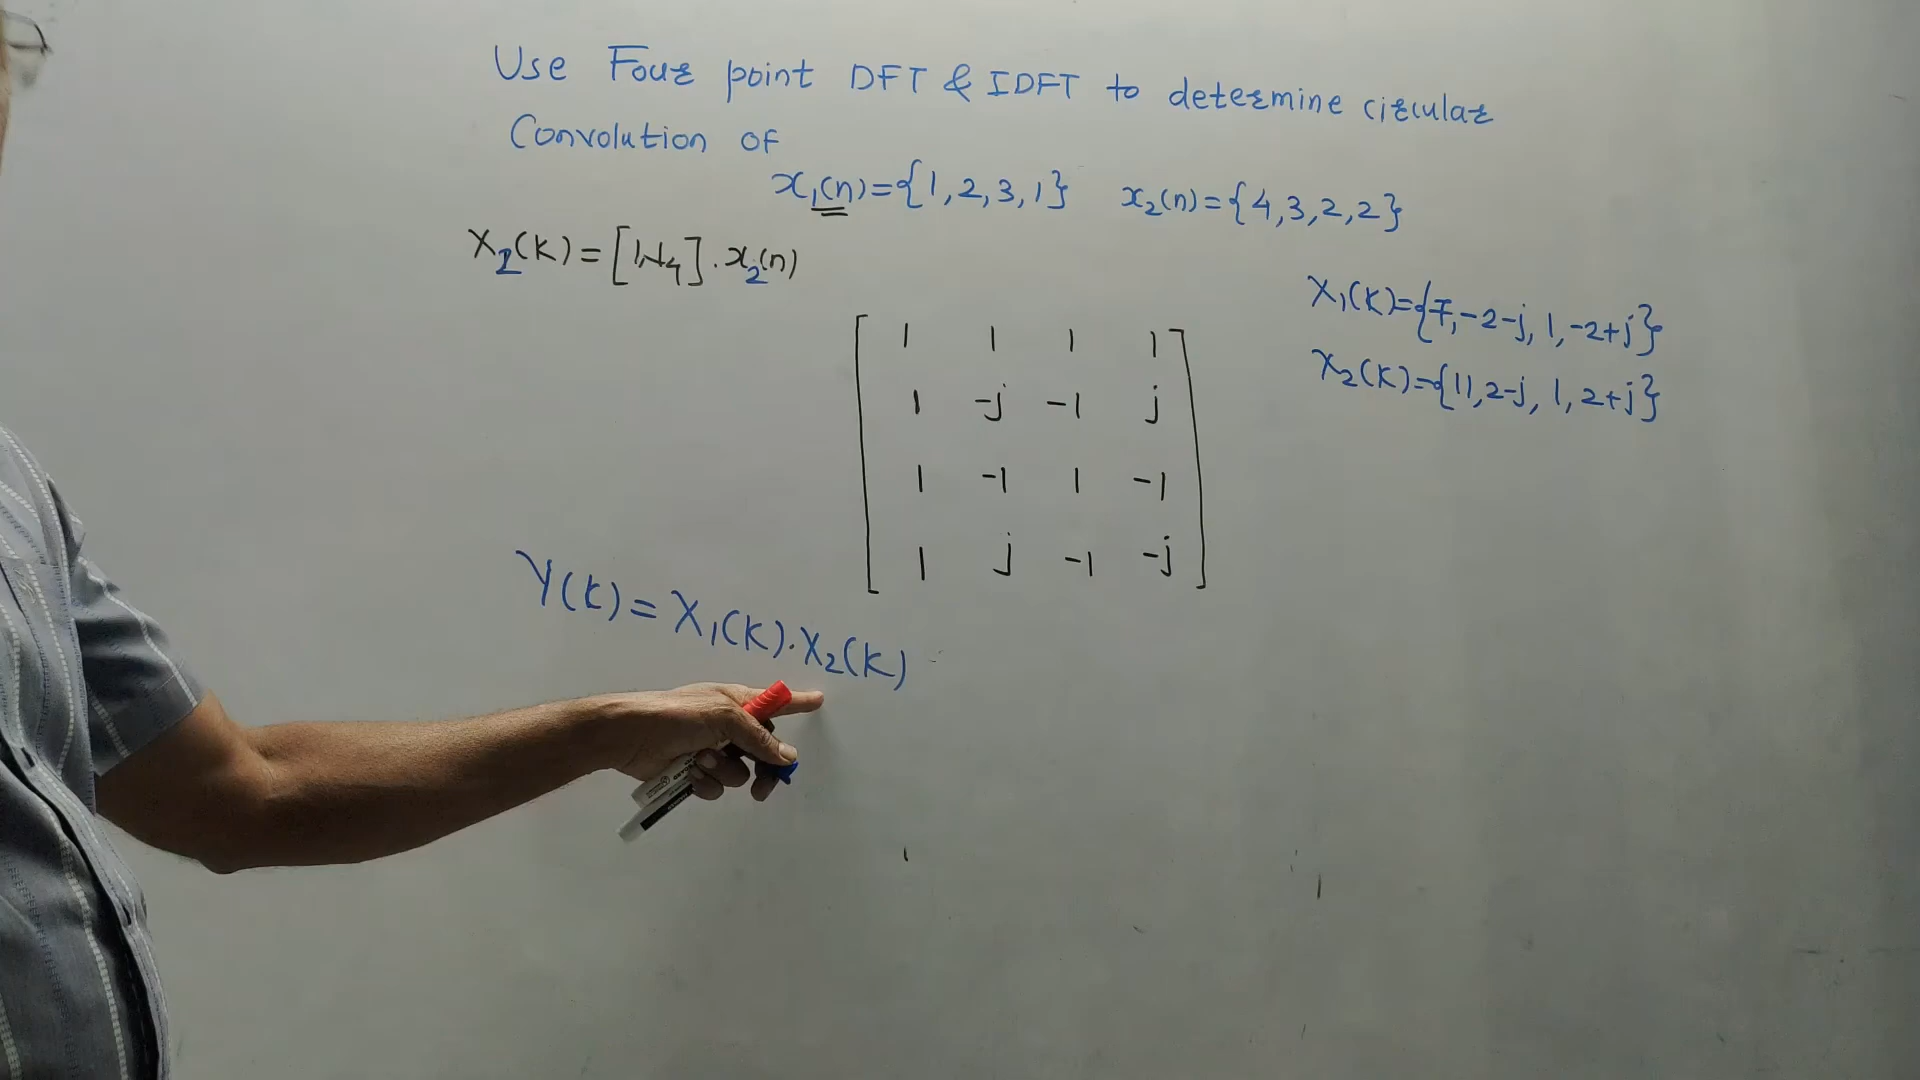 Use Four point DFT & IDFT to determine circular
Convolution of
x₁(n)={1,2,3,1} x₂(n)={4,3,2,2}
X₂(k)=[W₄].x₂(n)
X₁(k)={7,-2-j,1,-2+j}
X₂(k)={11,2-j,1,2+j}
1 1 1 1
1 -j -1 j
1 -1 1 -1
1 j -1 -j
Y(k)=X₁(k).X₂(k)